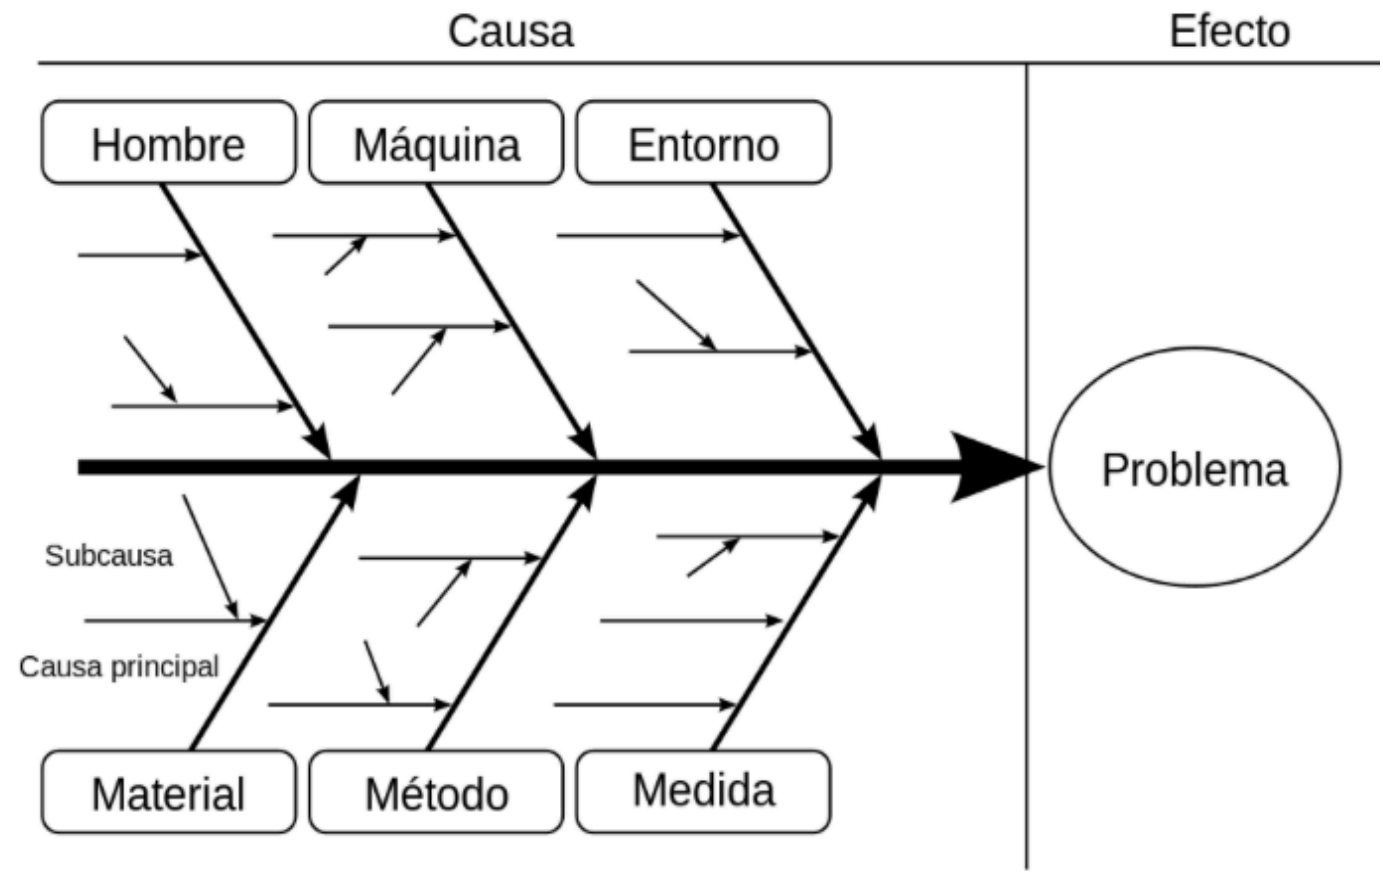 Causa
Efecto
Hombre
Máquina
Entorno
Problema
Subcausa
Causa principal
Material
Método
Medida